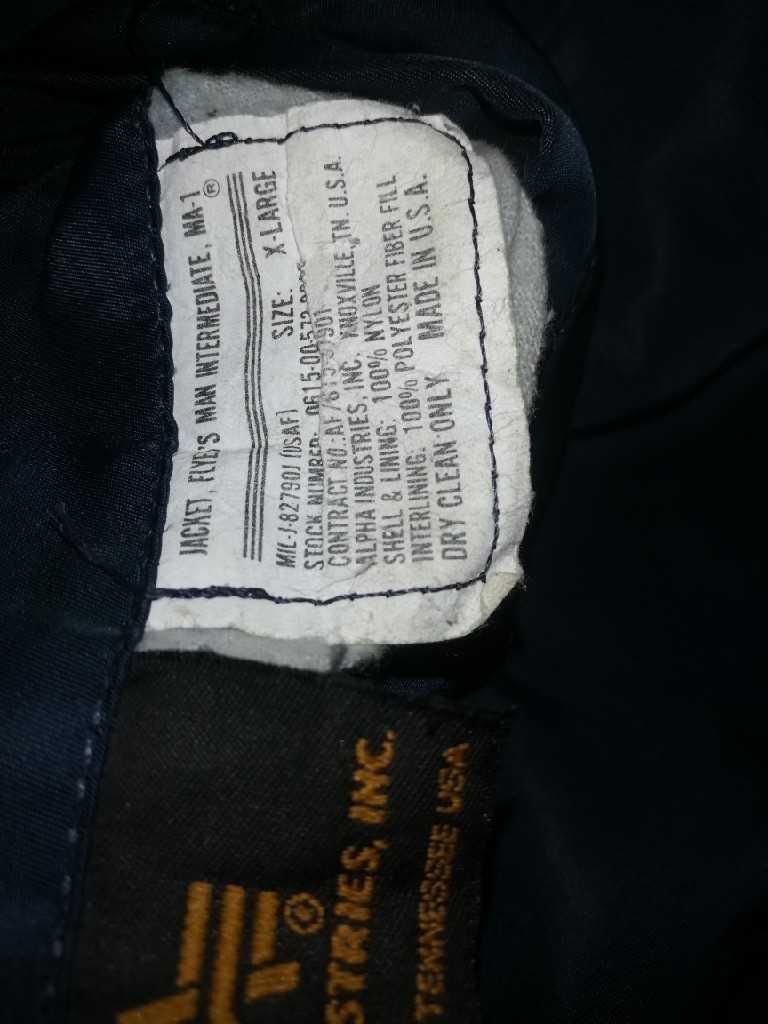 JACKET, FLYE'S MAN INTERMEDIATE, MA-1 ®
MIL-J-82790J (USAF) SIZE: X-LARGE
STOCK NUMBER:
CONTRACT NO.:
ALPHA INDUSTRIES, INC. KNOXVILLE, TN. U.S.A.
SHELL & LINING: 100% NYLON
INTERLINING: 100% POLYESTER FIBER FILL
DRY CLEAN ONLY MADE IN U.S.A.
STRIES, INC.
TENNESSEE USA